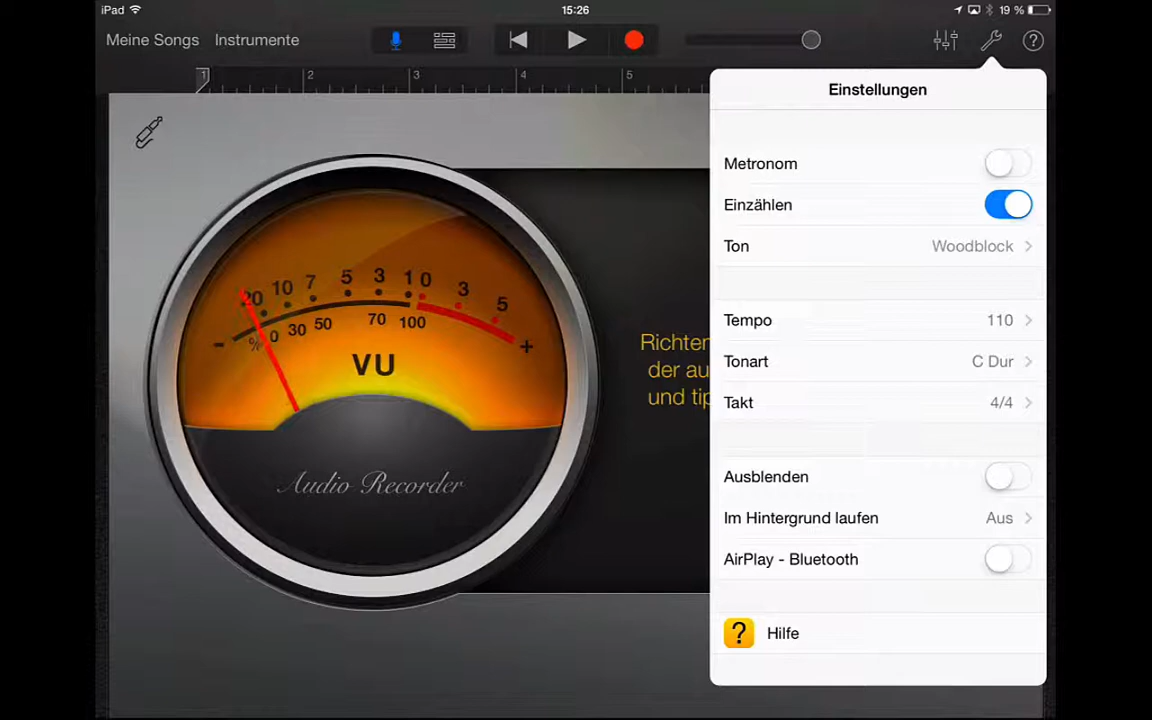 iPad 15:26 19 %
Meine Songs Instrumente
1 2 3 4 5
Einstellungen
Metronom
Einzählen
Ton Woodblock
Tempo 110
Tonart C Dur
Takt 4/4
Ausblenden
Im Hintergrund laufen Aus
AirPlay - Bluetooth
? Hilfe
20 10 7 5 3 1 0 3 5
- % 0 30 50 70 100 +
VU
Audio Recorder
Richten
der
und